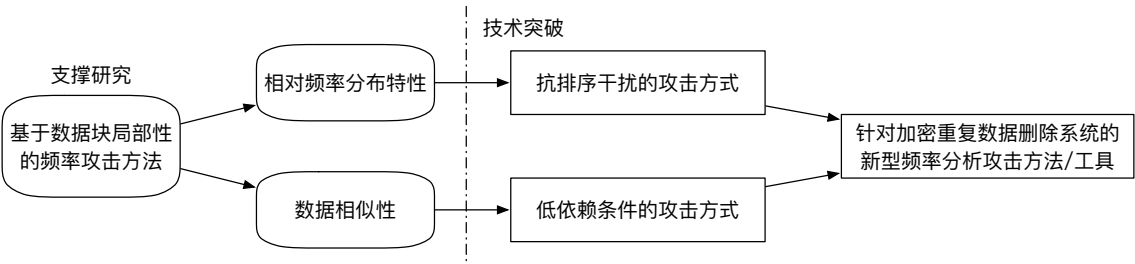 支撑研究
基于数据块局部性
的频率攻击方法
相对频率分布特性
数据相似性
技术突破
抗排序干扰的攻击方式
低依赖条件的攻击方式
针对加密重复数据删除系统的
新型频率分析攻击方法/工具